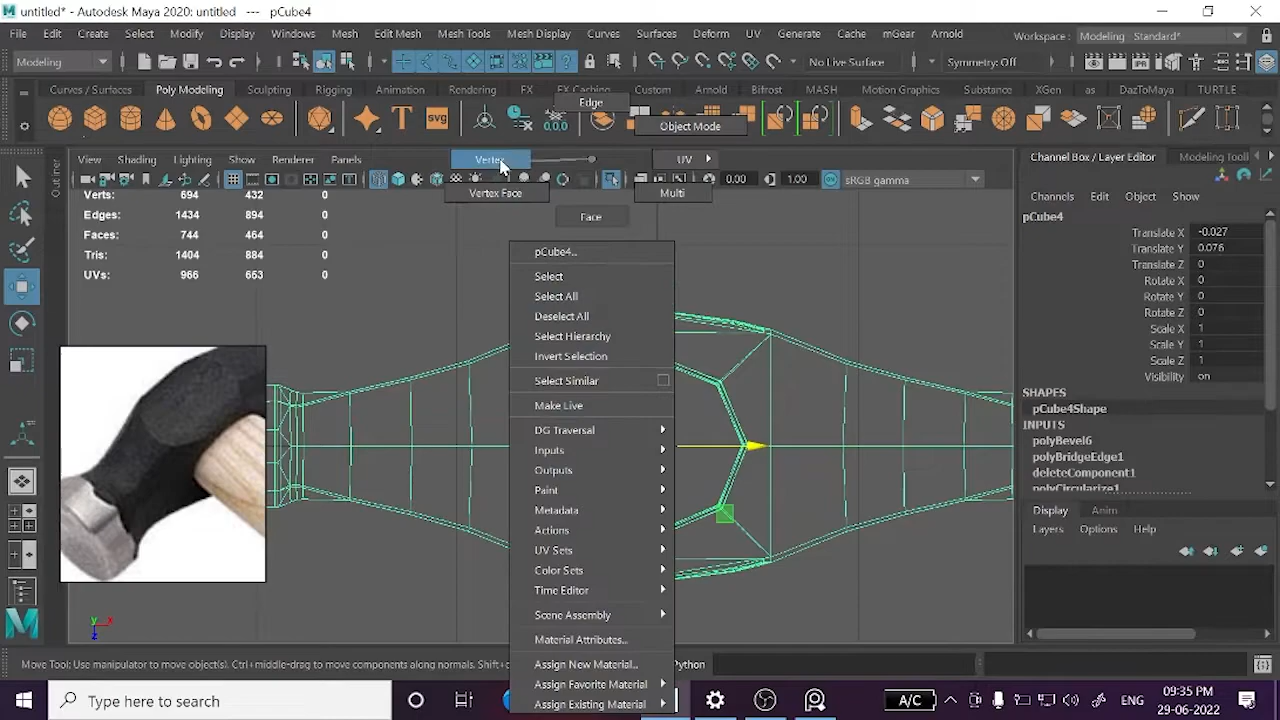 untitled* - Autodesk Maya 2020: untitled --- pCube4
File Edit Create Select Modify Display Windows Mesh Edit Mesh Mesh Tools Mesh Display Curves Surfaces Deform UV Generate Cache mGear Arnold Workspace : Modeling - Standard*
Modeling No Live Surface Symmetry: Off
Curves / Surfaces Poly Modeling Sculpting Rigging Animation Rendering FX FX Caching Custom Arnold Bifrost MASH Motion Graphics Substance XGen as DazToMaya TURTLE
Edge
Object Mode
View Shading Lighting Show Renderer Panels
Vertex
UV
Channel Box / Layer Editor Modeling Tool
0.00 1.00 sRGB gamma
Vertex Face
Multi
Channels Edit Object Show
Verts: 694 432 0
Edges: 1434 894 0
Faces: 744 464 0
Tris: 1404 884 0
UVs: 966 653 0
Face
Outliner
pCube4...
Select
Select All
Deselect All
Select Hierarchy
Invert Selection
Select Similar
Make Live
DG Traversal
Inputs
Outputs
Paint
Metadata
Actions
UV Sets
Color Sets
Time Editor
Scene Assembly
Material Attributes...
Assign New Material...
Assign Favorite Material
Assign Existing Material
pCube4
Translate X -0.027
Translate Y 0.076
Translate Z 0
Rotate X 0
Rotate Y 0
Rotate Z 0
Scale X 1
Scale Y 1
Scale Z 1
Visibility on
SHAPES
pCube4Shape
INPUTS
polyBevel6
polyBridgeEdge1
deleteComponent1
polyCircularize1
Display Anim
Layers Options Help
y x
z
Move Tool: Use manipulator to move object(s). Ctrl+middle-drag to move components along normals. Shift+
Python
Type here to search
A/C
ENG
09:35 PM
29-06-2022